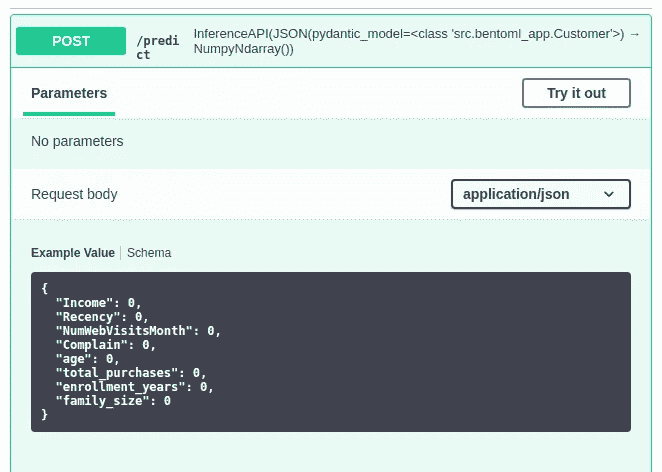 POST /predi
ct InferenceAPI(JSON(pydantic_model=<class 'src.bentoml_app.Customer'>) →
NumpyNdarray())
Parameters
Try it out
No parameters
Request body
application/json
Example Value
Schema
{
"Income": 0,
"Recency": 0,
"NumWebVisitsMonth": 0,
"Complain": 0,
"age": 0,
"total_purchases": 0,
"enrollment_years": 0,
"family_size": 0
}